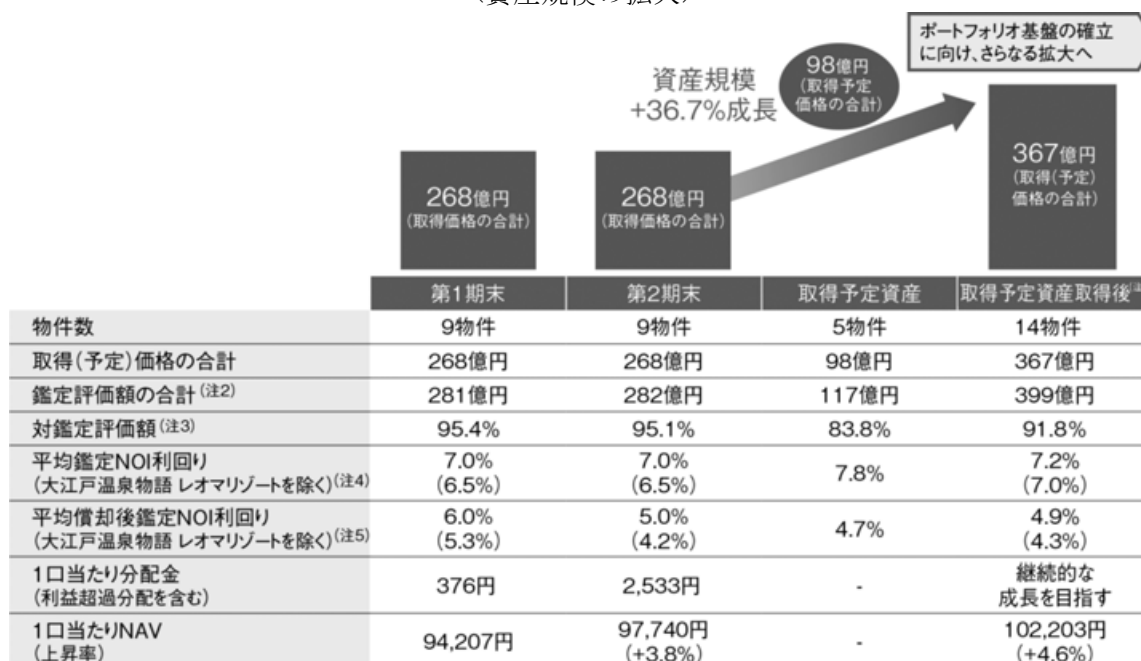 (資産規模の拡大)
ポートフォリオ基盤の確立
に向け、さらなる拡大へ
98億円
(取得予定
価格の合計)
資産規模
+36.7%成長
268億円
(取得価格の合計)
268億円
(取得価格の合計)
367億円
(取得(予定)
価格の合計)
第1期末 第2期末 取得予定資産 取得予定資産取得後
物件数 9物件 9物件 5物件 14物件
取得(予定)価格の合計 268億円 268億円 98億円 367億円
鑑定評価額の合計(注2) 281億円 282億円 117億円 399億円
対鑑定評価額(注3) 95.4% 95.1% 83.8% 91.8%
平均鑑定NOI利回り 7.0% 7.0% 7.8% 7.2%
(大江戸温泉物語 レオマリゾートを除く)(注4) (6.5%) (6.5%) (7.0%)
平均償却後鑑定NOI利回り 6.0% 5.0% 4.7% 4.9%
(大江戸温泉物語 レオマリゾートを除く)(注5) (5.3%) (4.2%) (4.3%)
1口当たり分配金 376円 2,533円 - 継続的な
(利益超過分配を含む) 成長を目指す
1口当たりNAV 94,207円 97,740円 - 102,203円
(上昇率) (+3.8%) (+4.6%)